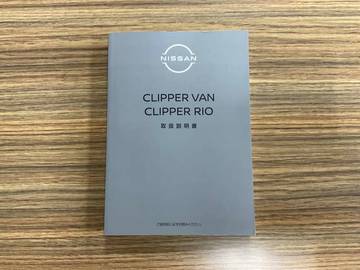 NISSAN
CLIPPER VAN
CLIPPER RIO
取扱説明書